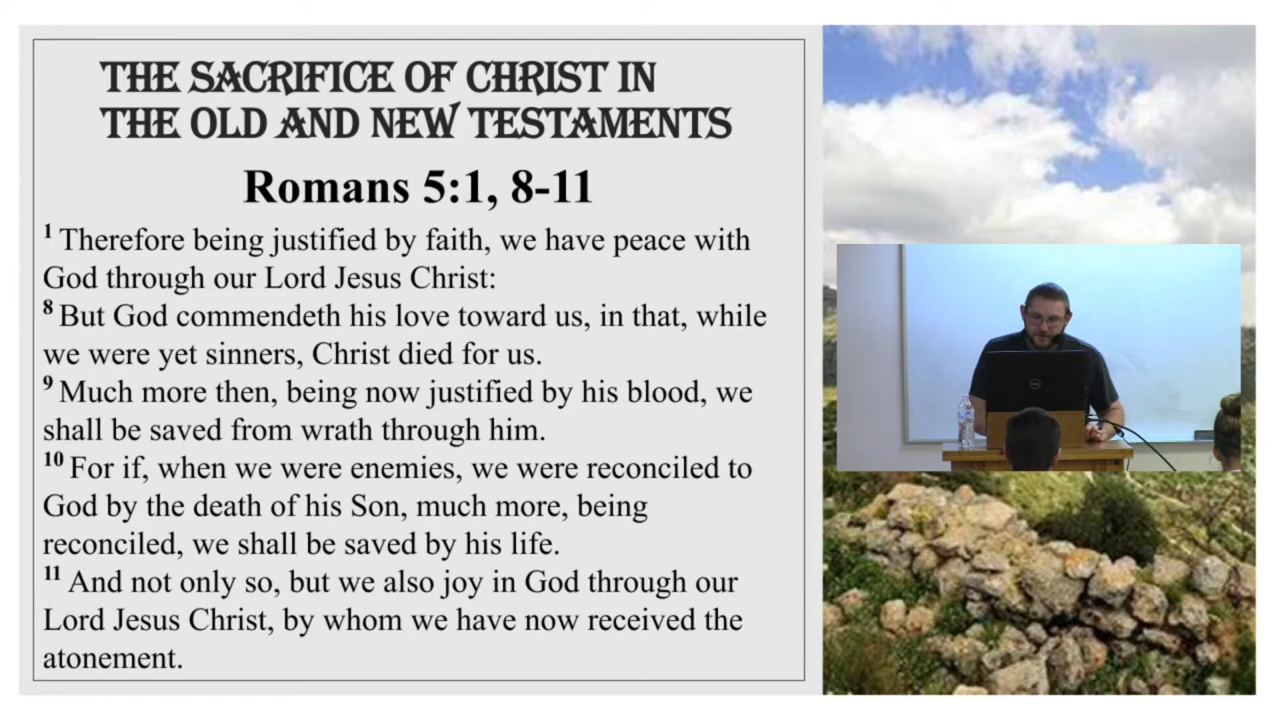 THE SACRIFICE OF CHRIST IN
THE OLD AND NEW TESTAMENTS
Romans 5:1, 8-11
1 Therefore being justified by faith, we have peace with
God through our Lord Jesus Christ:
8 But God commendeth his love toward us, in that, while
we were yet sinners, Christ died for us.
9 Much more then, being now justified by his blood, we
shall be saved from wrath through him.
10 For if, when we were enemies, we were reconciled to
God by the death of his Son, much more, being
reconciled, we shall be saved by his life.
11 And not only so, but we also joy in God through our
Lord Jesus Christ, by whom we have now received the
atonement.